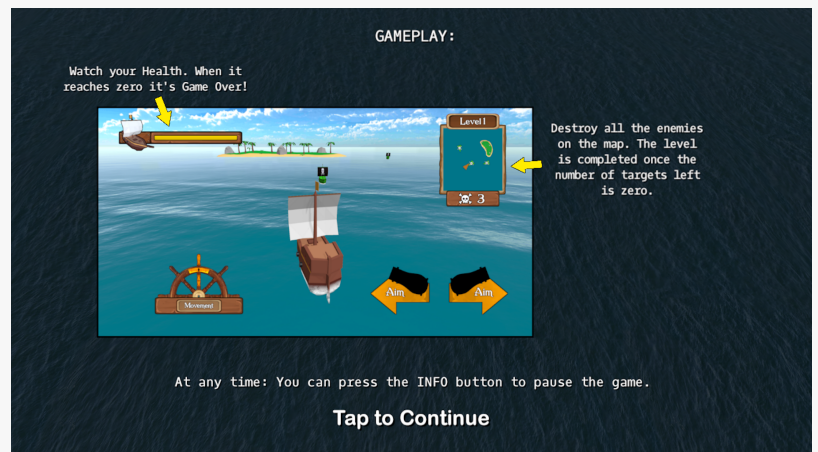 GAMEPLAY:
Watch your Health. When it
reaches zero it's Game Over!
Level 1
Destroy all the enemies
on the map. The level
is completed once the
number of targets left
is zero.
3
Movement
Aim
Aim
At any time: You can press the INFO button to pause the game.
Tap to Continue